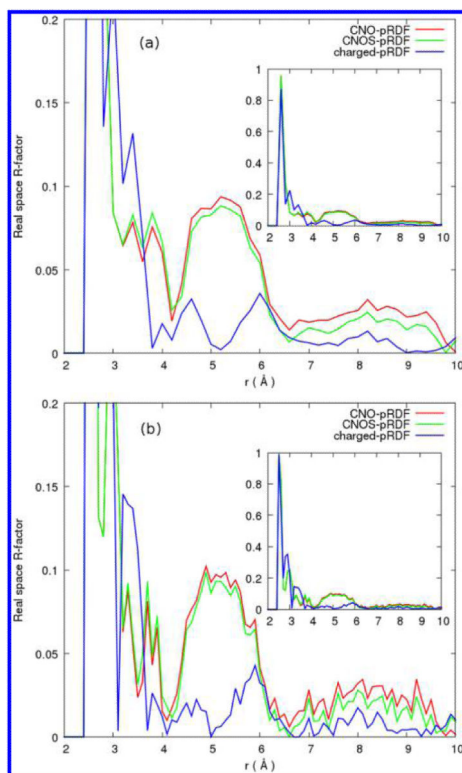 (a)
CNO-pRDF
CNOS-pRDF
charged-pRDF
Real space R-factor
0.2
0.15
0.1
0.05
0
2 3 4 5 6 7 8 9 10
r ( Å )
1
0.8
0.6
0.4
0.2
0
2 3 4 5 6 7 8 9 10
(b)
CNO-pRDF
CNOS-pRDF
charged-pRDF
Real space R-factor
0.2
0.15
0.1
0.05
0
2 3 4 5 6 7 8 9 10
r ( Å )
1
0.8
0.6
0.4
0.2
0
2 3 4 5 6 7 8 9 10